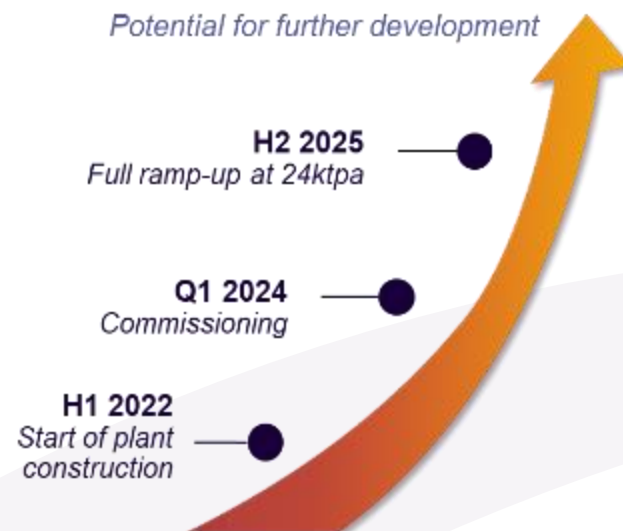 Potential for further development
H2 2025
Full ramp-up at 24ktpa
Q1 2024
Commissioning
H1 2022
Start of plant
construction